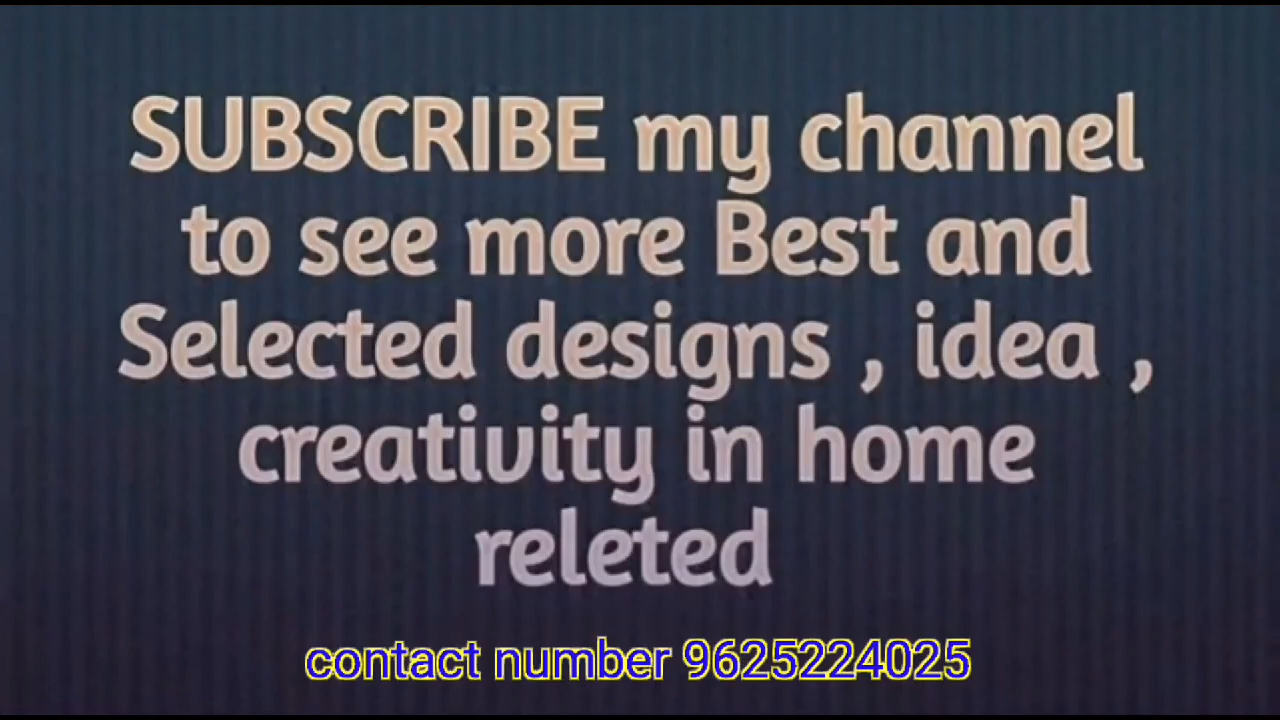 SUBSCRIBE my channel
to see more Best and
Selected designs , idea ,
creativity in home
releted
contact number 9625224025